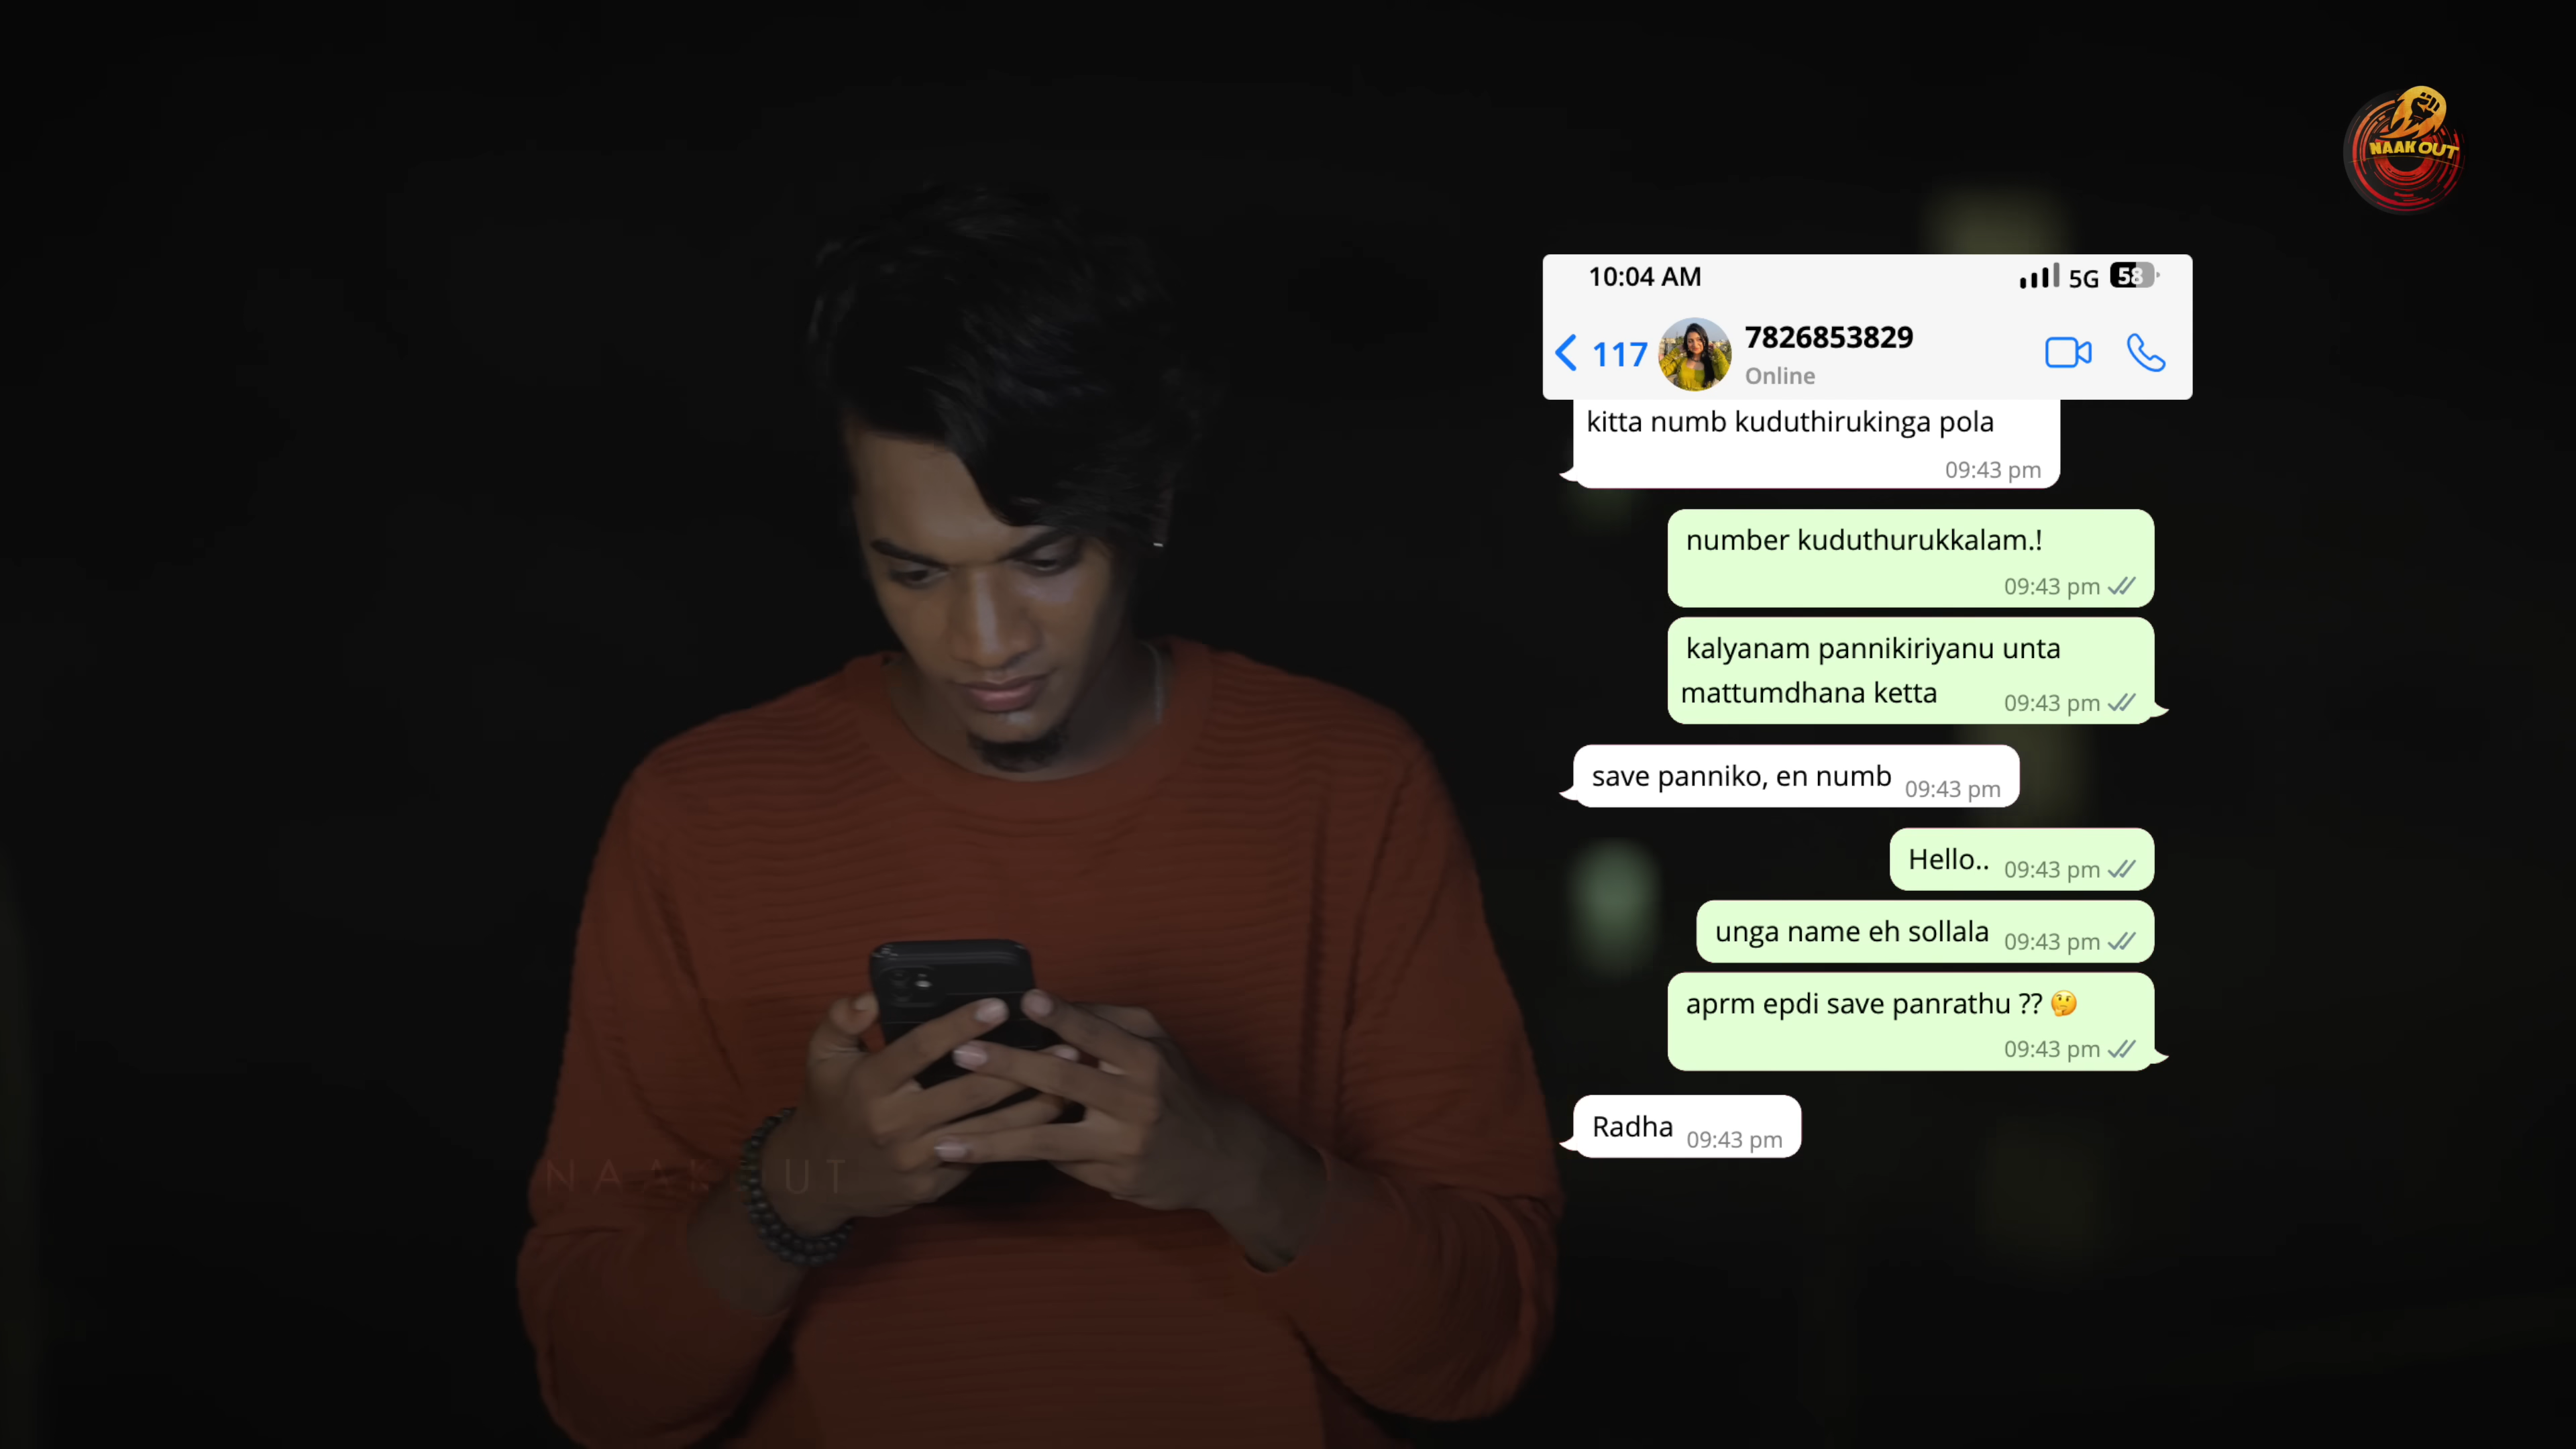 NAAK OUT
10:04 AM
5G 58
117
7826853829
Online
kitta numb kuduthirukinga pola
09:43 pm
number kuduthurukkalam.!
09:43 pm
kalyanam pannikiriyanu unta
mattumdhana ketta 09:43 pm
save panniko, en numb 09:43 pm
Hello.. 09:43 pm
unga name eh sollala 09:43 pm
aprm epdi save panrathu ?? 🤔
09:43 pm
Radha 09:43 pm
NAAK OUT